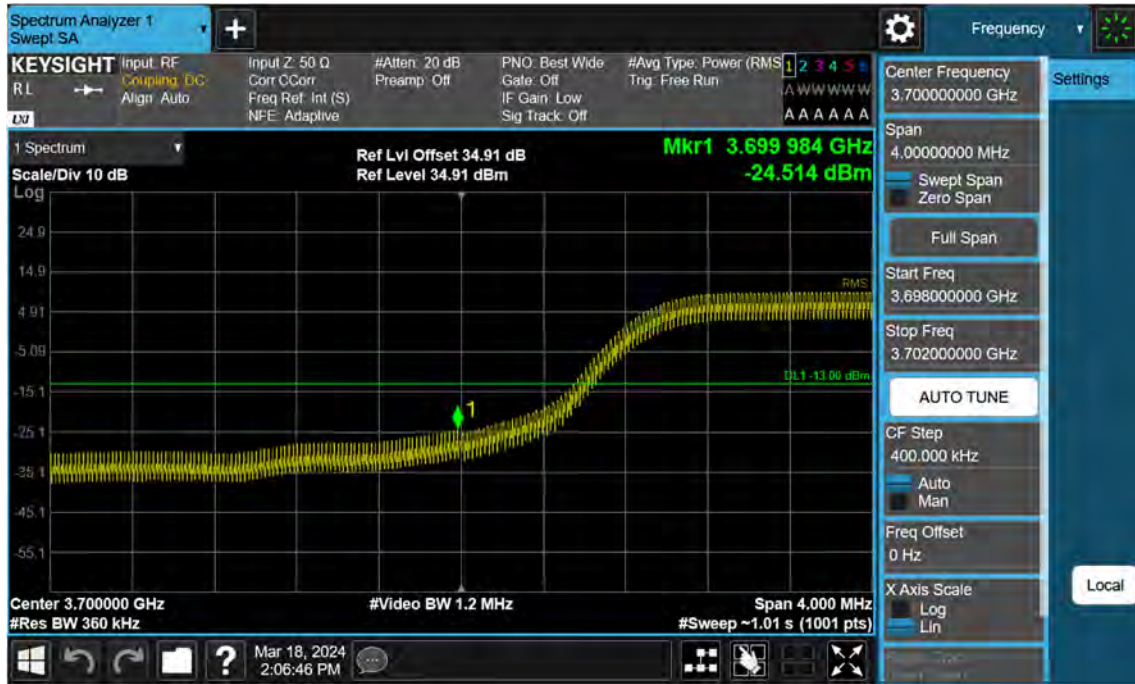 Spectrum Analyzer 1
Swept SA
+
Frequency
KEYSIGHT
RL
LXI
Input: RF
Coupling: DC
Align: Auto
Input Z: 50 Ω
Corr CCorr
Freq Ref: Int (S)
NFE: Adaptive
#Atten: 20 dB
Preamp: Off
PNO: Best Wide
Gate: Off
IF Gain: Low
Sig Track: Off
#Avg Type: Power (RMS
Trig: Free Run
1 2 3 4 5 6
A W W W W W
A A A A A A
1 Spectrum
Scale/Div 10 dB
Ref Lvl Offset 34.91 dB
Ref Level 34.91 dBm
Mkr1 3.699 984 GHz
-24.514 dBm
Log
24.9
14.9
4.91
-5.09
-15.1
-25.1
-35.1
-45.1
-55.1
RMS
DL1 -13.00 dBm
1
Center 3.700000 GHz
#Res BW 360 kHz
#Video BW 1.2 MHz
Span 4.000 MHz
#Sweep ~1.01 s (1001 pts)
Center Frequency
3.700000000 GHz
Span
4.00000000 MHz
Swept Span
Zero Span
Full Span
Start Freq
3.698000000 GHz
Stop Freq
3.702000000 GHz
AUTO TUNE
CF Step
400.000 kHz
Auto
Man
Freq Offset
0 Hz
X Axis Scale
Log
Lin
Settings
Local
?
Mar 18, 2024
2:06:46 PM